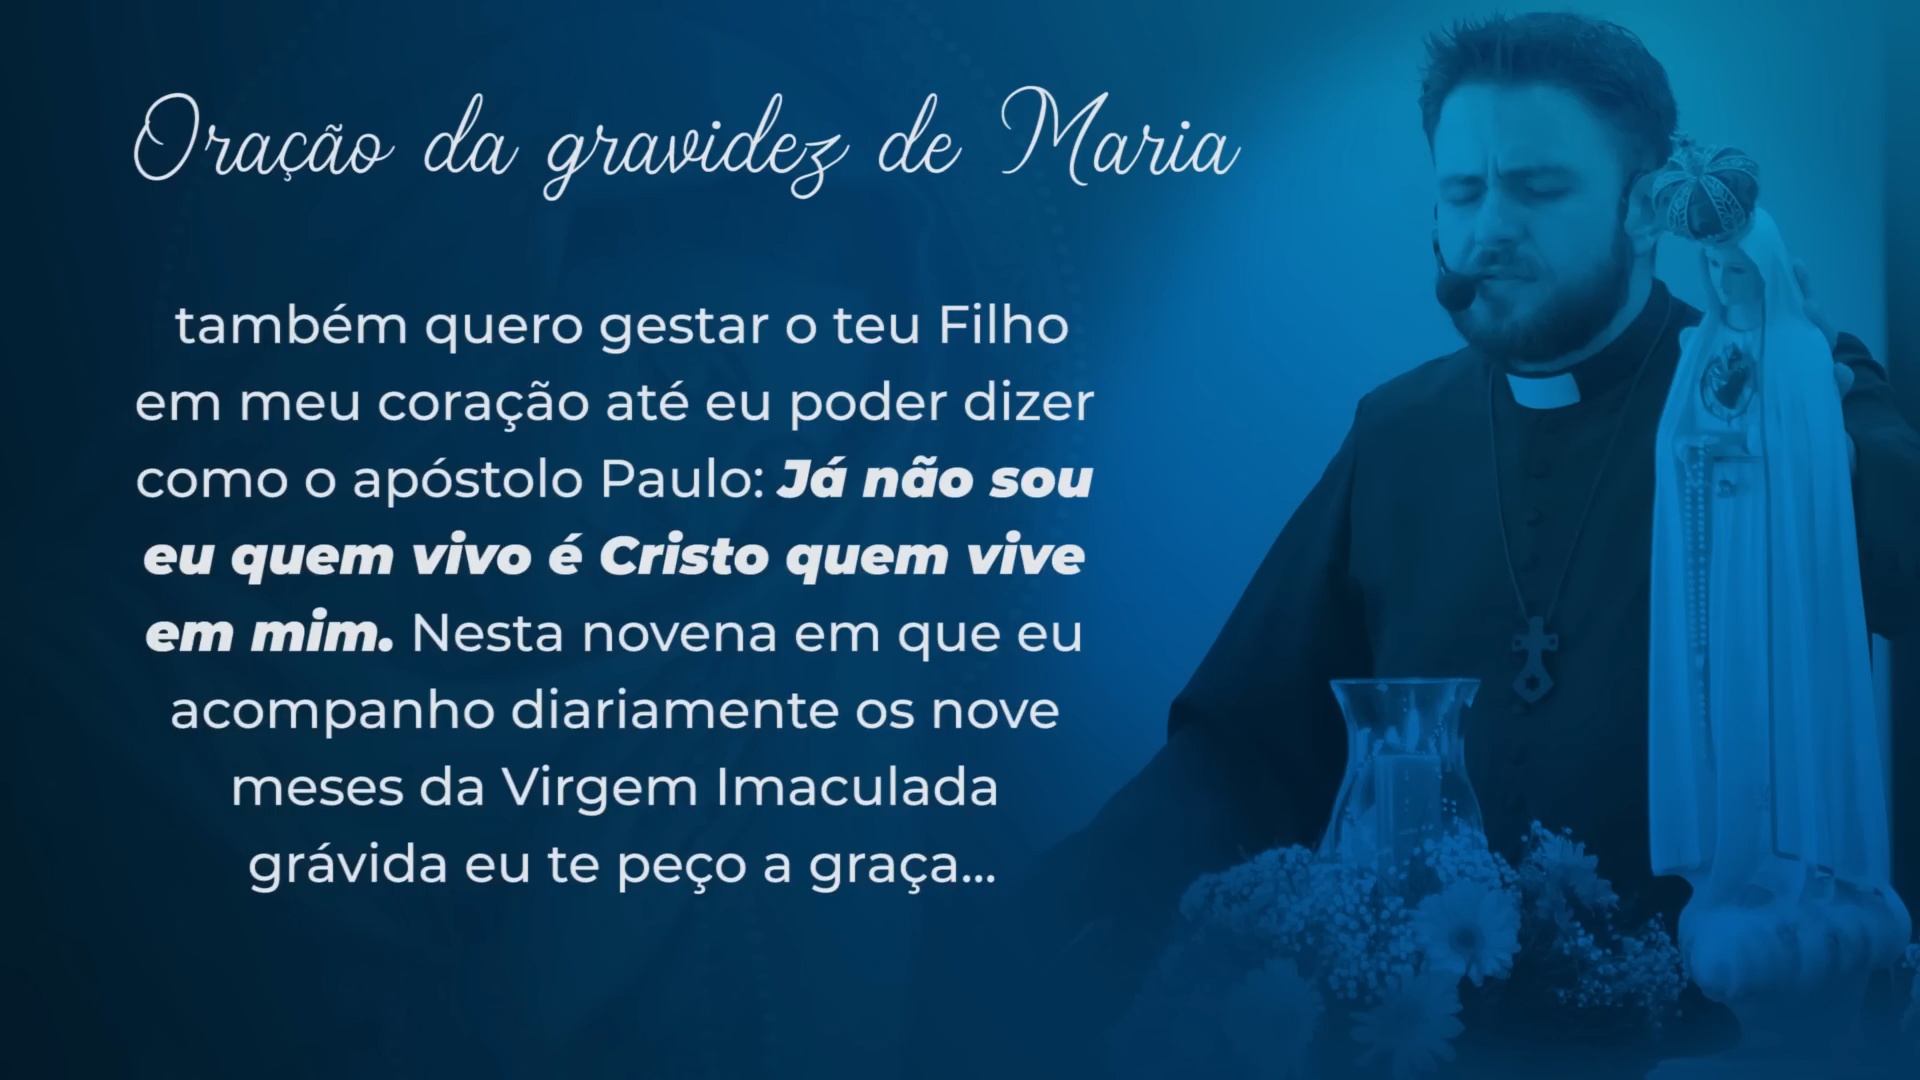 Oração da gravidez de Maria
também quero gestar o teu Filho
em meu coração até eu poder dizer
como o apóstolo Paulo: Já não sou
eu quem vivo é Cristo quem vive
em mim. Nesta novena em que eu
acompanho diariamente os nove
meses da Virgem Imaculada
grávida eu te peço a graça...